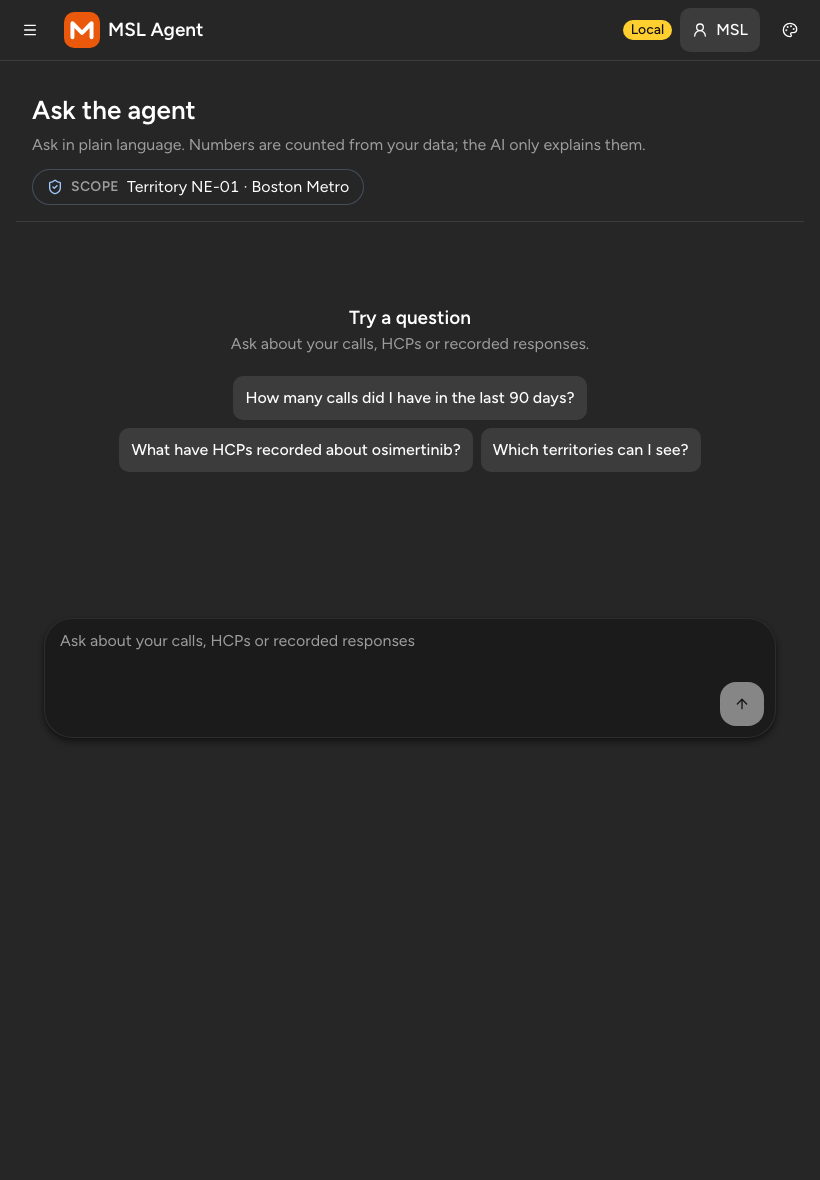 MSL Agent
Local
MSL
Ask the agent
Ask in plain language. Numbers are counted from your data; the AI only explains them.
SCOPE Territory NE-01 · Boston Metro
Try a question
Ask about your calls, HCPs or recorded responses.
How many calls did I have in the last 90 days?
What have HCPs recorded about osimertinib?
Which territories can I see?
Ask about your calls, HCPs or recorded responses